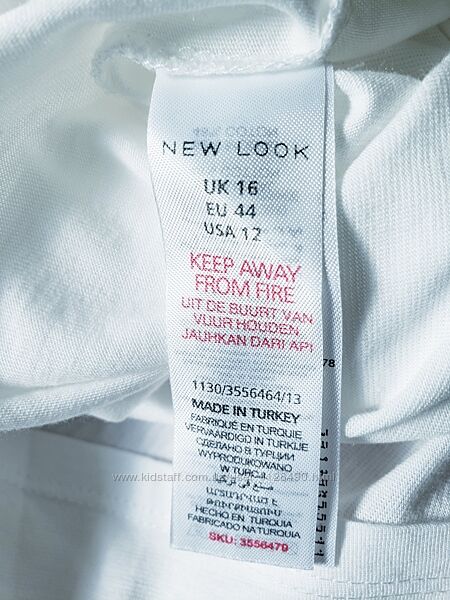 NEW LOOK
UK 16
EU 44
USA 12
KEEP AWAY
FROM FIRE
UIT DE BUURT VAN
VUUR HOUDEN
JAUHKAN DARI API
78
1130/3556464/13
MADE IN TURKEY
FABRIQUÉ EN TURQUIE
VERVAARDIGD IN TURKIJE
СДЕЛАНО В ТУРЦИИ
WYPRODUKOWANO
W TURCJI
HECHO EN TURQUIA
FABRICADO NA TURQUIA
SKU: 3556479